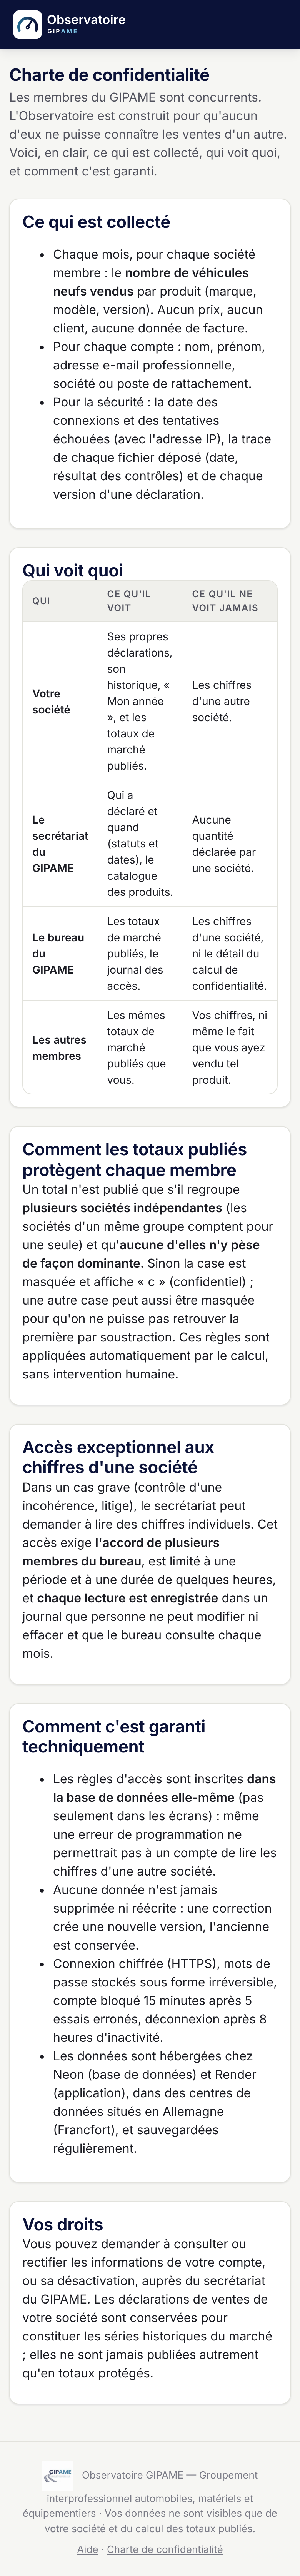 Observatoire
GIPAME
Charte de confidentialité
Les membres du GIPAME sont concurrents.
L'Observatoire est construit pour qu'aucun
d'eux ne puisse connaître les ventes d'un autre.
Voici, en clair, ce qui est collecté, qui voit quoi,
et comment c'est garanti.
Ce qui est collecté
• Chaque mois, pour chaque société
membre : le nombre de véhicules
neufs vendus par produit (marque,
modèle, version). Aucun prix, aucun
client, aucune donnée de facture.
• Pour chaque compte : nom, prénom,
adresse e-mail professionnelle,
société ou poste de rattachement.
• Pour la sécurité : la date des
connexions et des tentatives
échouées (avec l'adresse IP), la trace
de chaque fichier déposé (date,
résultat des contrôles) et de chaque
version d'une déclaration.
Qui voit quoi
QUI
CE QU'IL
VOIT
CE QU'IL NE
VOIT JAMAIS
Votre
société
Ses propres
déclarations,
son
historique, «
Mon année
», et les
totaux de
marché
publiés.
Les chiffres
d'une autre
société.
Le
secrétariat
du
GIPAME
Qui a
déclaré et
quand
(statuts et
dates), le
catalogue
des produits.
Aucune
quantité
déclarée par
une société.
Le bureau
du
GIPAME
Les totaux
de marché
publiés, le
journal des
accès.
Les chiffres
d'une société,
ni le détail du
calcul de
confidentialité.
Les autres
membres
Les mêmes
totaux de
marché
publiés que
vous.
Vos chiffres, ni
même le fait
que vous ayez
vendu tel
produit.
Comment les totaux publiés
protègent chaque membre
Un total n'est publié que s'il regroupe
plusieurs sociétés indépendantes (les
sociétés d'un même groupe comptent pour
une seule) et qu'aucune d'elles n'y pèse
de façon dominante. Sinon la case est
masquée et affiche « c » (confidentiel) ;
une autre case peut aussi être masquée
pour qu'on ne puisse pas retrouver la
première par soustraction. Ces règles sont
appliquées automatiquement par le calcul,
sans intervention humaine.
Accès exceptionnel aux
chiffres d'une société
Dans un cas grave (contrôle d'une
incohérence, litige), le secrétariat peut
demander à lire des chiffres individuels. Cet
accès exige l'accord de plusieurs
membres du bureau, est limité à une
période et à une durée de quelques heures,
et chaque lecture est enregistrée dans un
journal que personne ne peut modifier ni
effacer et que le bureau consulte chaque
mois.
Comment c'est garanti
techniquement
• Les règles d'accès sont inscrites dans
la base de données elle-même (pas
seulement dans les écrans) : même
une erreur de programmation ne
permettrait pas à un compte de lire les
chiffres d'une autre société.
• Aucune donnée n'est jamais
supprimée ni réécrite : une correction
crée une nouvelle version, l'ancienne
est conservée.
• Connexion chiffrée (HTTPS), mots de
passe stockés sous forme irréversible,
compte bloqué 15 minutes après 5
essais erronés, déconnexion après 8
heures d'inactivité.
• Les données sont hébergées chez
Neon (base de données) et Render
(application), dans des centres de
données situés en Allemagne
(Francfort), et sauvegardées
régulièrement.
Vos droits
Vous pouvez demander à consulter ou
rectifier les informations de votre compte,
ou sa désactivation, auprès du secrétariat
du GIPAME. Les déclarations de ventes de
votre société sont conservées pour
constituer les séries historiques du marché
; elles ne sont jamais publiées autrement
qu'en totaux protégés.
GIPAME
Observatoire GIPAME — Groupement
interprofessionnel automobiles, matériels et
équipementiers · Vos données ne sont visibles que de
votre société et du calcul des totaux publiés.
Aide · Charte de confidentialité